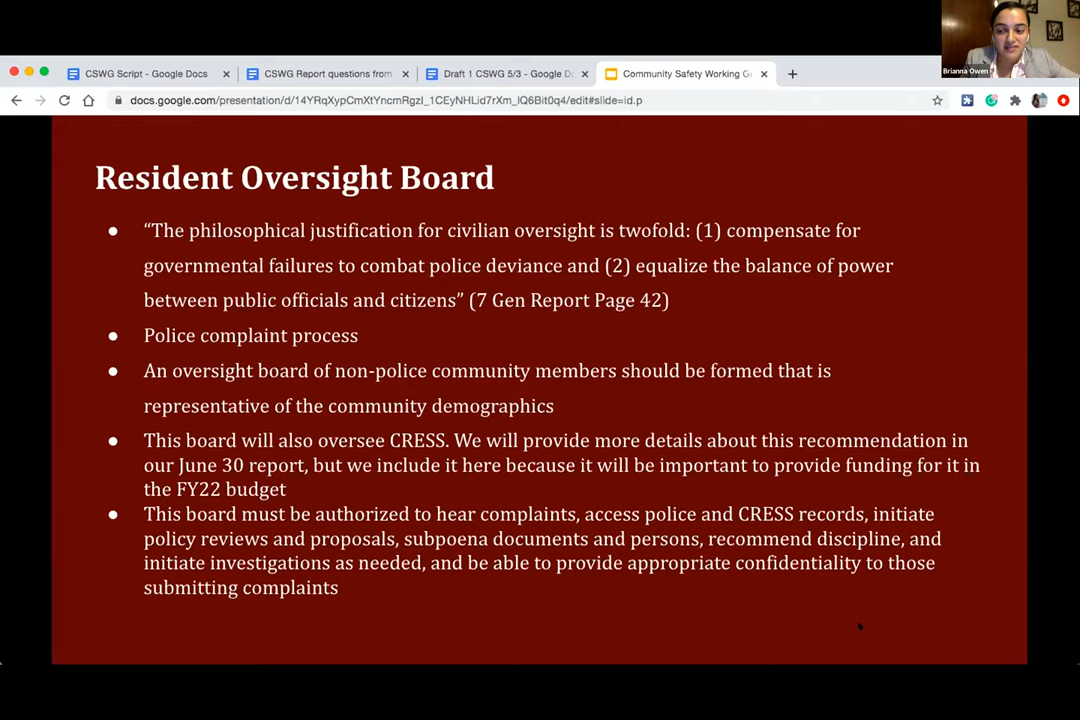 CSWG Script - Google Docs
CSWG Report questions from
Draft 1 CSWG 5/3 - Google Do
Community Safety Working Gr
docs.google.com/presentation/d/14YRqXypCmXtYncmRgzI_1CEyNHLid7rXm_IQ6Bit0q4/edit#slide=id.p
Brianna Owen
Resident Oversight Board
● “The philosophical justification for civilian oversight is twofold: (1) compensate for
governmental failures to combat police deviance and (2) equalize the balance of power
between public officials and citizens” (7 Gen Report Page 42)
● Police complaint process
● An oversight board of non-police community members should be formed that is
representative of the community demographics
● This board will also oversee CRESS. We will provide more details about this recommendation in
our June 30 report, but we include it here because it will be important to provide funding for it in
the FY22 budget
● This board must be authorized to hear complaints, access police and CRESS records, initiate
policy reviews and proposals, subpoena documents and persons, recommend discipline, and
initiate investigations as needed, and be able to provide appropriate confidentiality to those
submitting complaints